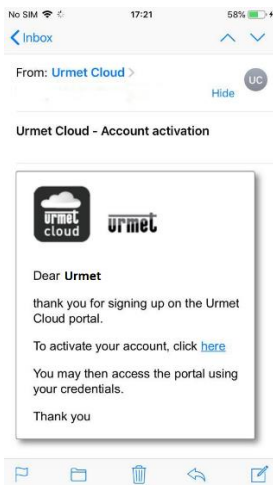 No SIM 17:21 58%
Inbox
From: Urmet Cloud
UC
Hide
Urmet Cloud - Account activation
urmet
cloud
urmet
Dear Urmet
thank you for signing up on the Urmet
Cloud portal.
To activate your account, click here
You may then access the portal using
your credentials.
Thank you